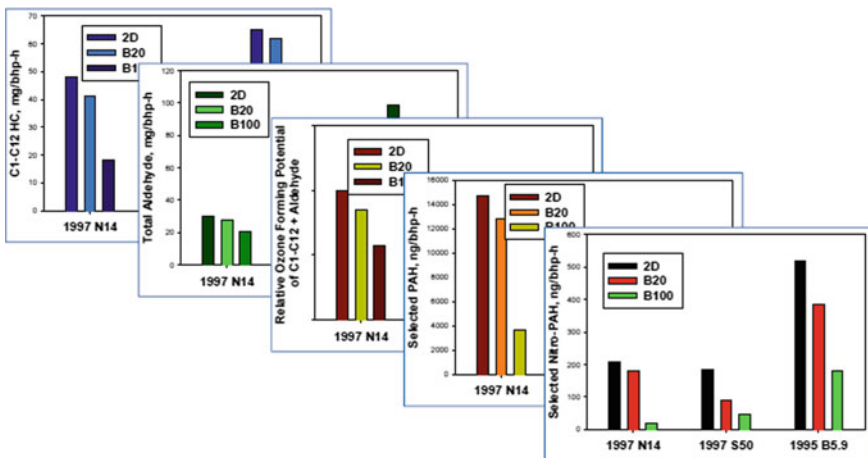 C1-C12 HC, mg/bhp-h
70
60
50
40
30
20
10
0
2D
B20
1997 N14
Total Aldehyde, mg/bhp-h
120
100
80
60
40
20
0
2D
B20
B100
1997 N14
Relative Ozone Forming Potential
of C1-C12 + Aldehyde
2D
B20
1997 N14
Selected PAH, ng/bhp-h
16000
14000
12000
10000
8000
6000
4000
2000
0
2D
B20
B100
1997 N14
Selected Nitro-PAH, ng/bhp-h
600
500
400
300
200
100
0
2D
B20
B100
1997 N14 1997 S50 1995 B5.9